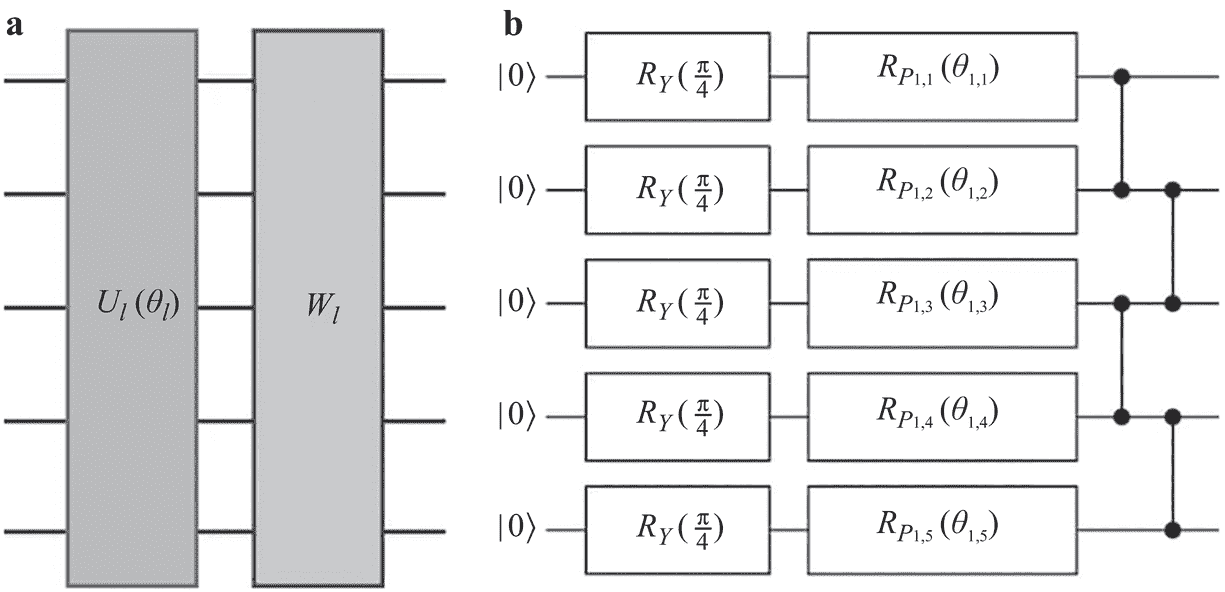 a
U_l (θ_l)
W_l
b
|0⟩ R_Y(π/4) R_{P_{1,1}}(θ_{1,1})
|0⟩ R_Y(π/4) R_{P_{1,2}}(θ_{1,2})
|0⟩ R_Y(π/4) R_{P_{1,3}}(θ_{1,3})
|0⟩ R_Y(π/4) R_{P_{1,4}}(θ_{1,4})
|0⟩ R_Y(π/4) R_{P_{1,5}}(θ_{1,5})